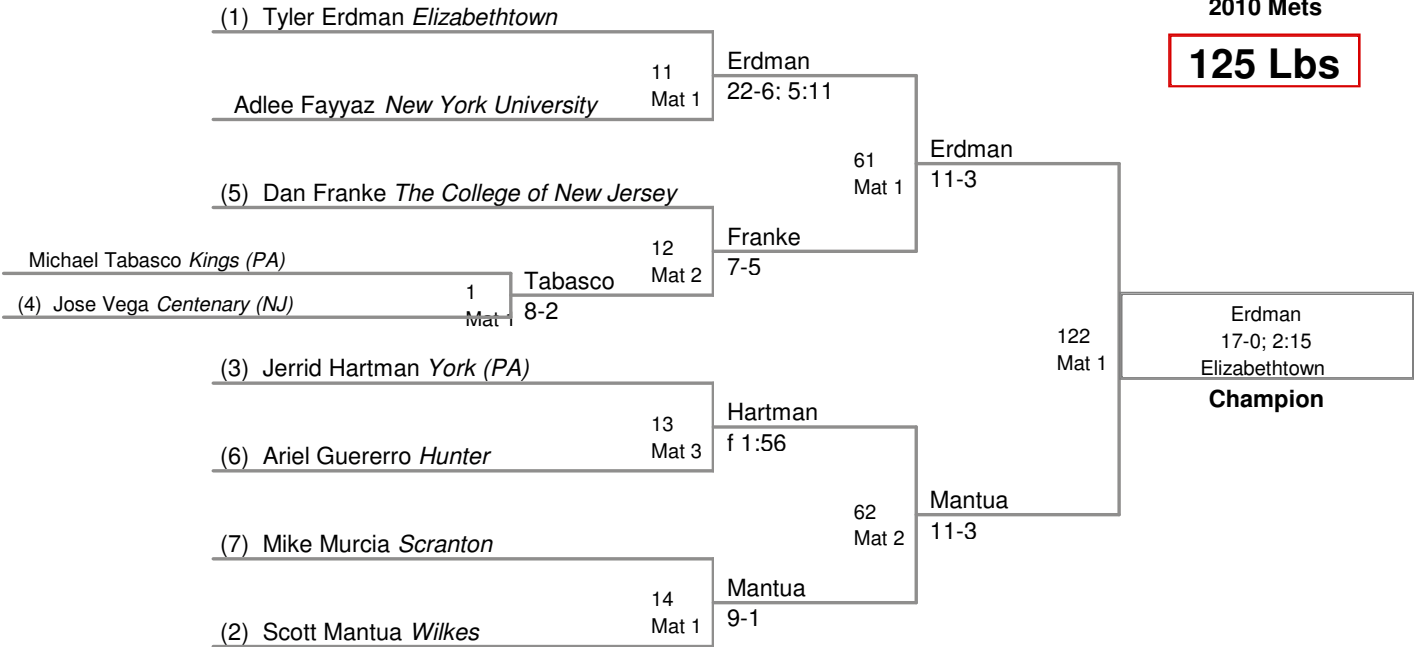 2010 Mets
125 Lbs
(1) Tyler Erdman Elizabethtown
11
Mat 1
Erdman
22-6; 5:11
Adlee Fayyaz New York University
61
Mat 1
Erdman
11-3
(5) Dan Franke The College of New Jersey
12
Mat 2
Franke
7-5
Michael Tabasco Kings (PA)
1
Mat 1
Tabasco
8-2
(4) Jose Vega Centenary (NJ)
122
Mat 1
Erdman
17-0; 2:15
Elizabethtown
Champion
(3) Jerrid Hartman York (PA)
13
Mat 3
Hartman
f 1:56
(6) Ariel Guererro Hunter
62
Mat 2
Mantua
11-3
(7) Mike Murcia Scranton
14
Mat 1
Mantua
9-1
(2) Scott Mantua Wilkes